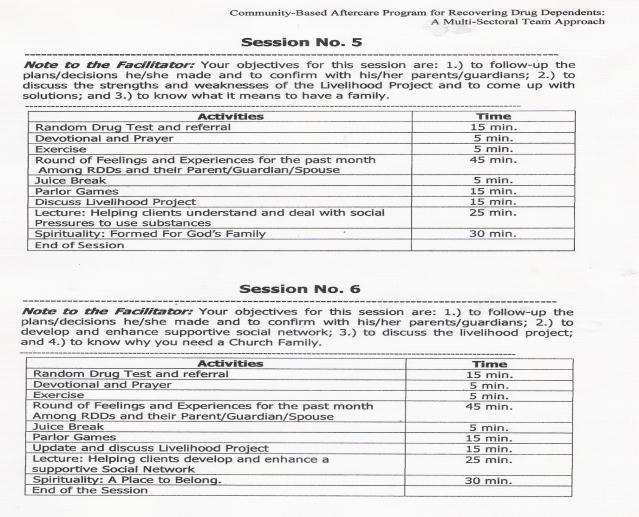 Community-Based Aftercare Program for Recovering Drug Dependents:
A Multi-Sectoral Team Approach
Session No. 5
Note to the Facilitator: Your objectives for this session are: 1.) to follow-up the
plans/decisions he/she made and to confirm with his/her parents/guardians; 2.) to
discuss the strengths and weaknesses of the Livelihood Project and to come up with
solutions; and 3.) to know what it means to have a family.
Activities Time
Random Drug Test and referral 15 min.
Devotional and Prayer 5 min.
Exercise 5 min.
Round of Feelings and Experiences for the past month 45 min.
Among RDDs and their Parent/Guardian/Spouse
Juice Break 5 min.
Parlor Games 15 min.
Discuss Livelihood Project 15 min.
Lecture: Helping clients understand and deal with social 25 min.
Pressures to use substances
Spirituality: Formed For God's Family 30 min.
End of Session
Session No. 6
Note to the Facilitator: Your objectives for this session are: 1.) to follow-up the
plans/decisions he/she made and to confirm with his/her parents/guardians; 2.) to
develop and enhance supportive social network; 3.) to discuss the livelihood project;
and 4.) to know why you need a Church Family.
Activities Time
Random Drug Test and referral 15 min.
Devotional and Prayer 5 min.
Exercise 5 min.
Round of Feelings and Experiences for the past month 45 min.
Among RDDs and their Parent/Guardian/Spouse
Juice Break 5 min.
Parlor Games 15 min.
Update and discuss Livelihood Project 15 min.
Lecture: Helping clients develop and enhance a 25 min.
supportive Social Network
Spirituality: A Place to Belong. 30 min.
End of the Session